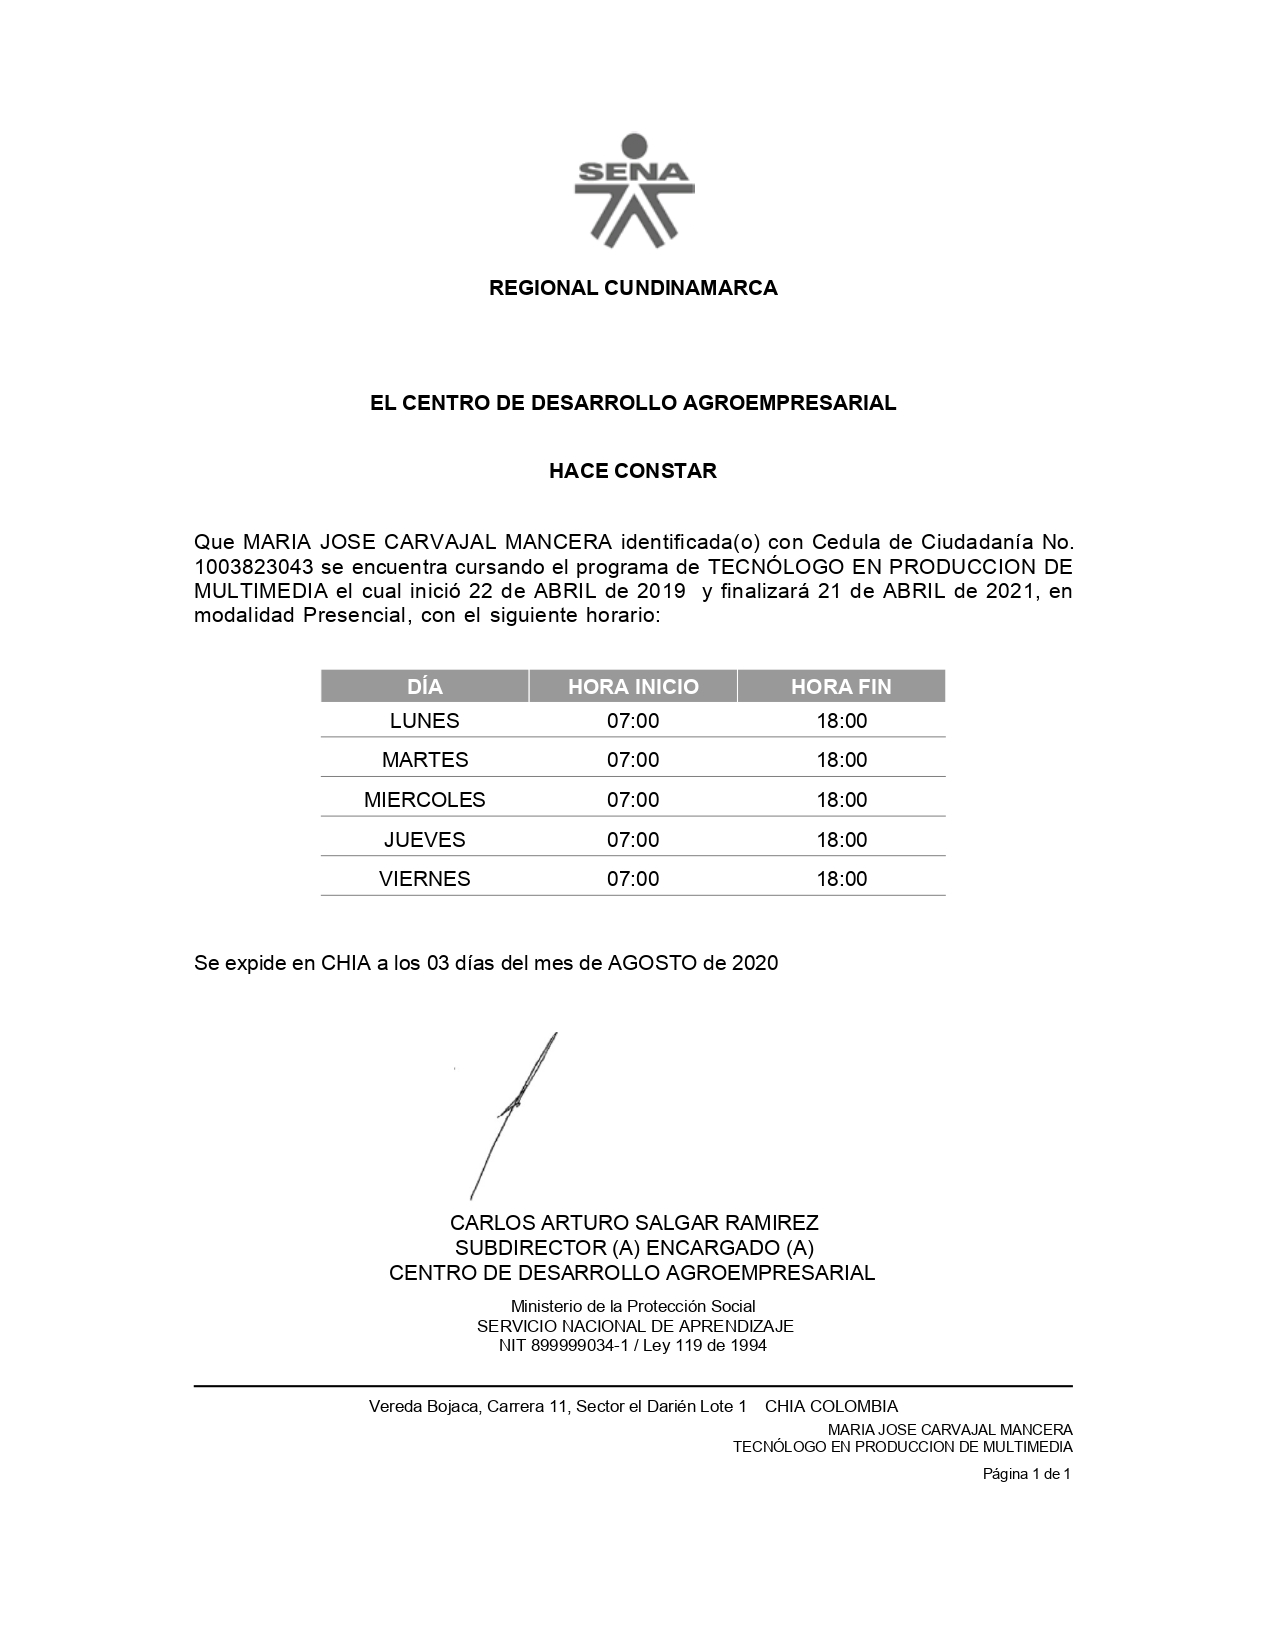 SENA
REGIONAL CUNDINAMARCA
EL CENTRO DE DESARROLLO AGROEMPRESARIAL
HACE CONSTAR
Que MARIA JOSE CARVAJAL MANCERA identificada(o) con Cedula de Ciudadanía No.
1003823043 se encuentra cursando el programa de TECNÓLOGO EN PRODUCCION DE
MULTIMEDIA el cual inició 22 de ABRIL de 2019 y finalizará 21 de ABRIL de 2021, en
modalidad Presencial, con el siguiente horario:
DÍA HORA INICIO HORA FIN
LUNES 07:00 18:00
MARTES 07:00 18:00
MIERCOLES 07:00 18:00
JUEVES 07:00 18:00
VIERNES 07:00 18:00
Se expide en CHIA a los 03 días del mes de AGOSTO de 2020
CARLOS ARTURO SALGAR RAMIREZ
SUBDIRECTOR (A) ENCARGADO (A)
CENTRO DE DESARROLLO AGROEMPRESARIAL
Ministerio de la Protección Social
SERVICIO NACIONAL DE APRENDIZAJE
NIT 899999034-1 / Ley 119 de 1994
Vereda Bojaca, Carrera 11, Sector el Darién Lote 1 CHIA COLOMBIA
MARIA JOSE CARVAJAL MANCERA
TECNÓLOGO EN PRODUCCION DE MULTIMEDIA
Página 1 de 1